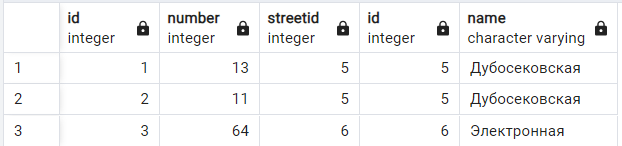 id number streetid id name
integer integer integer integer character varying
1 1 13 5 5 Дубосековская
2 2 11 5 5 Дубосековская
3 3 64 6 6 Электронная